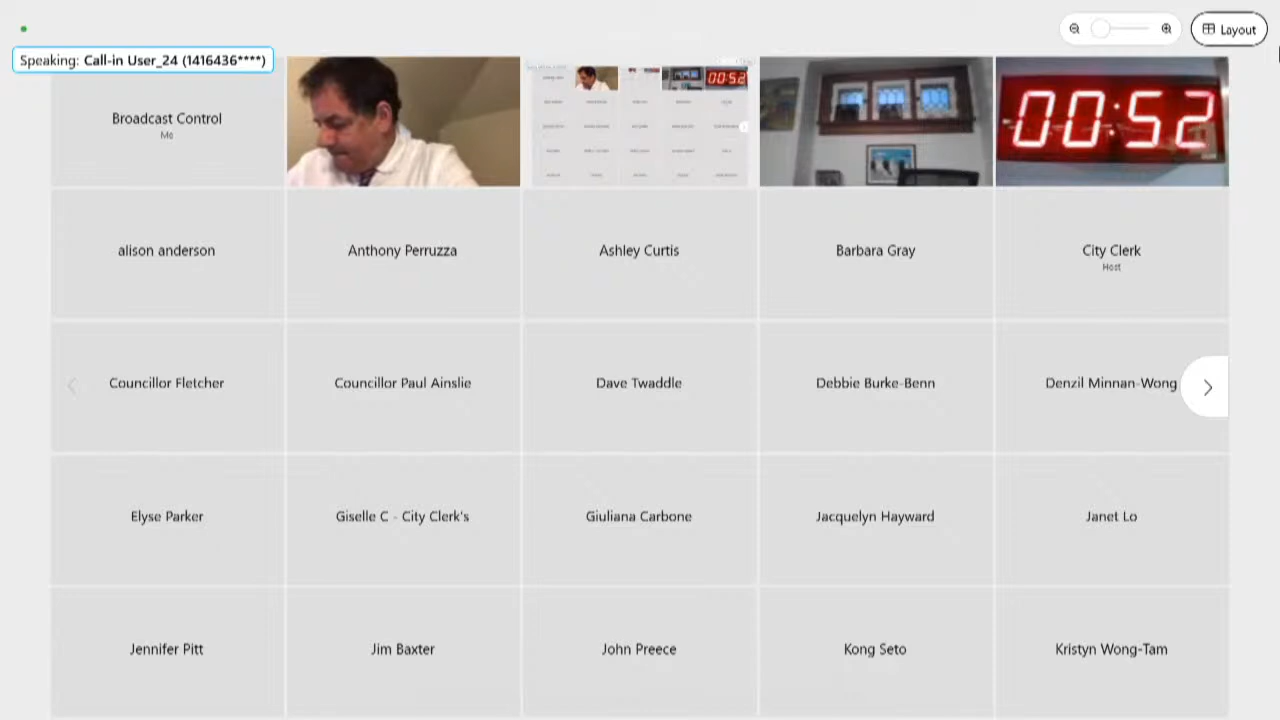 Layout
Speaking: Call-in User_24 (1416436****)
Broadcast Control
Me
00:52
00:52
alison anderson
Anthony Perruzza
Ashley Curtis
Barbara Gray
City Clerk
Host
Councillor Fletcher
Councillor Paul Ainslie
Dave Twaddle
Debbie Burke-Benn
Denzil Minnan-Wong
Elyse Parker
Giselle C - City Clerk's
Giuliana Carbone
Jacquelyn Hayward
Janet Lo
Jennifer Pitt
Jim Baxter
John Preece
Kong Seto
Kristyn Wong-Tam